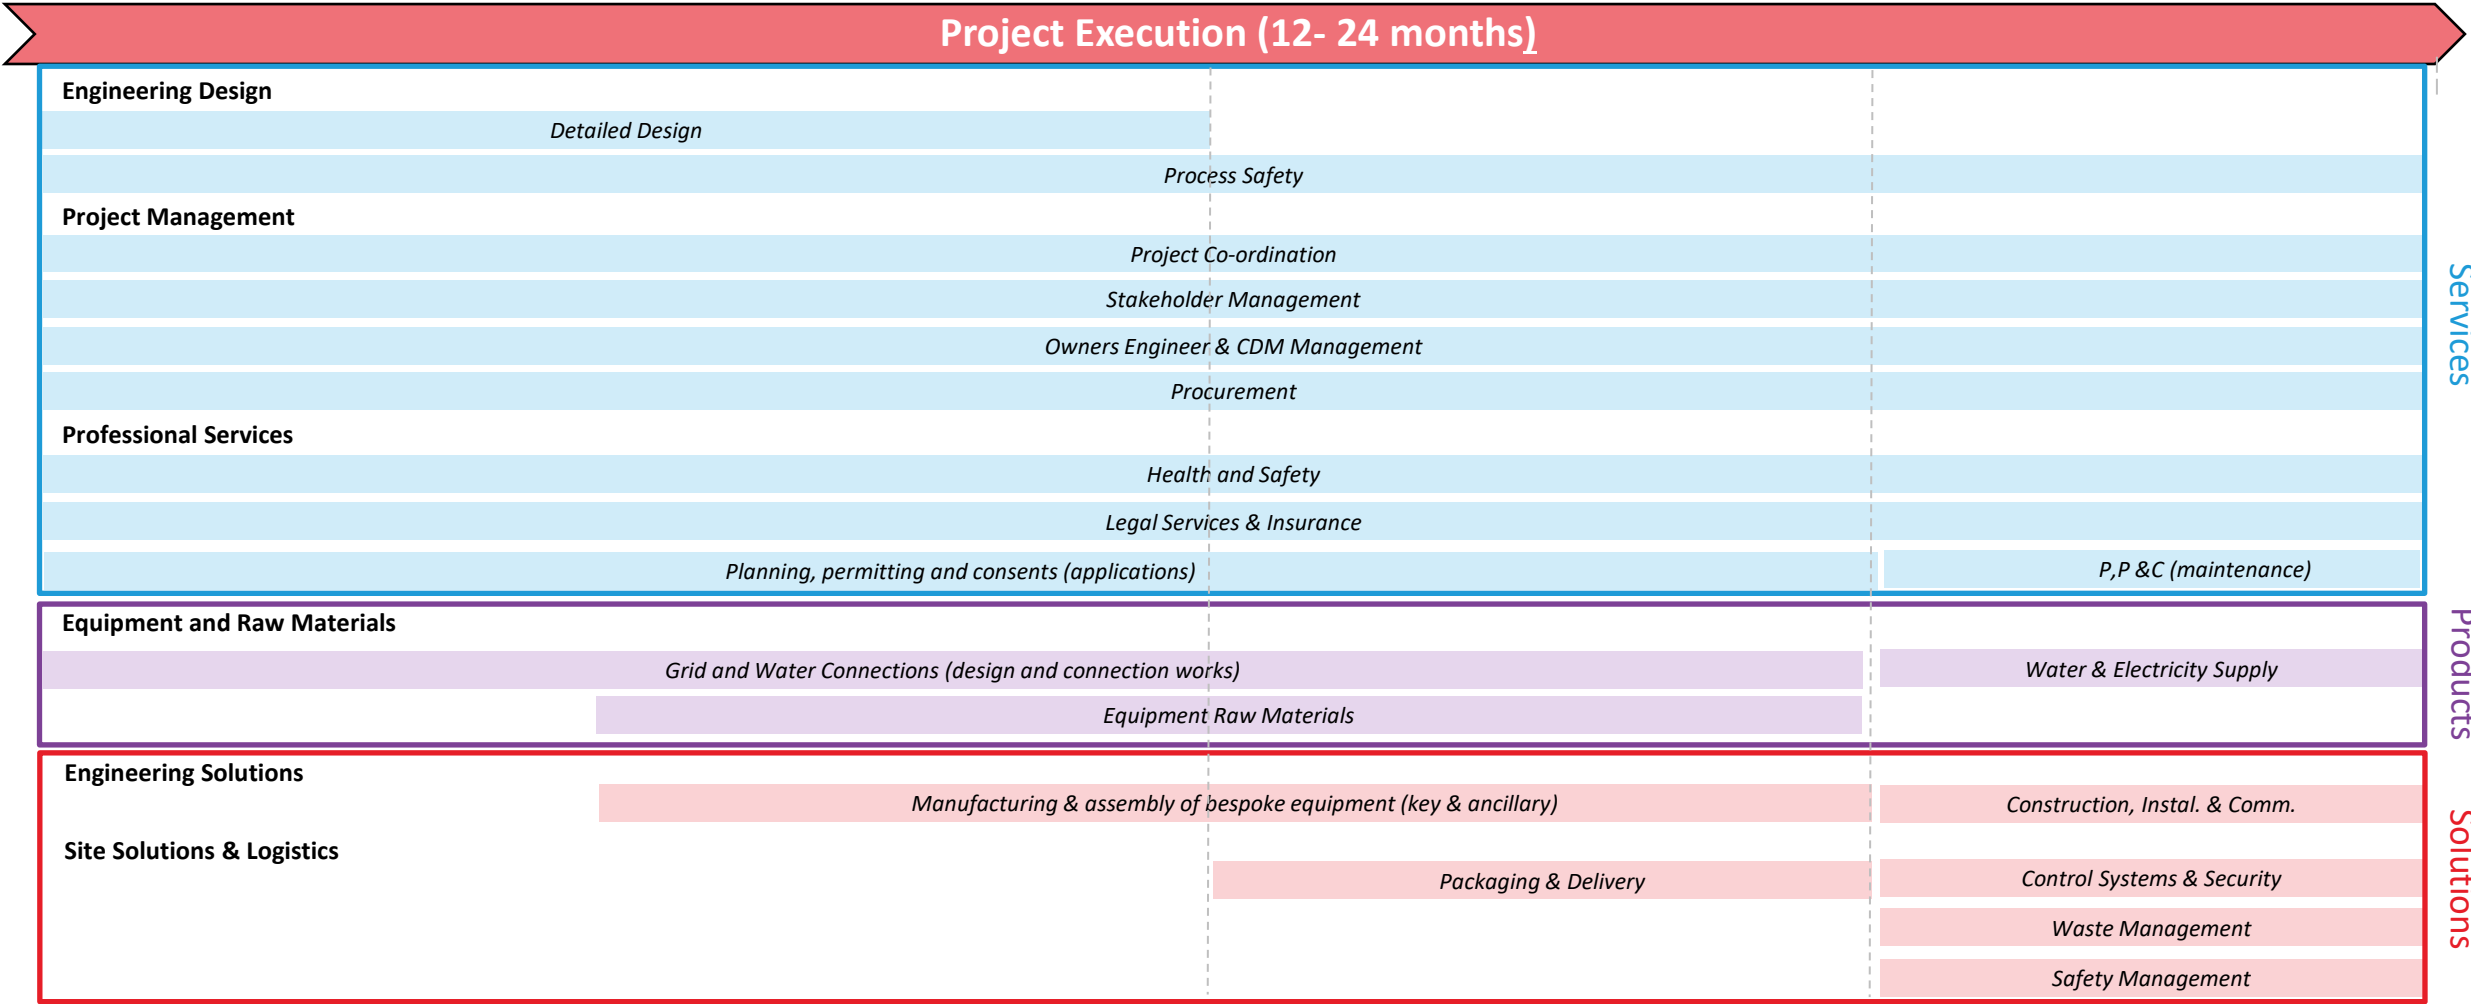 Project Execution (12- 24 months)
Engineering Design
Detailed Design
Process Safety
Project Management
Project Co-ordination
Stakeholder Management
Owners Engineer & CDM Management
Procurement
Professional Services
Health and Safety
Legal Services & Insurance
Planning, permitting and consents (applications)
P,P &C (maintenance)
Services
Equipment and Raw Materials
Grid and Water Connections (design and connection works)
Water & Electricity Supply
Equipment Raw Materials
Products
Engineering Solutions
Manufacturing & assembly of bespoke equipment (key & ancillary)
Construction, Instal. & Comm.
Site Solutions & Logistics
Packaging & Delivery
Control Systems & Security
Waste Management
Safety Management
Solutions